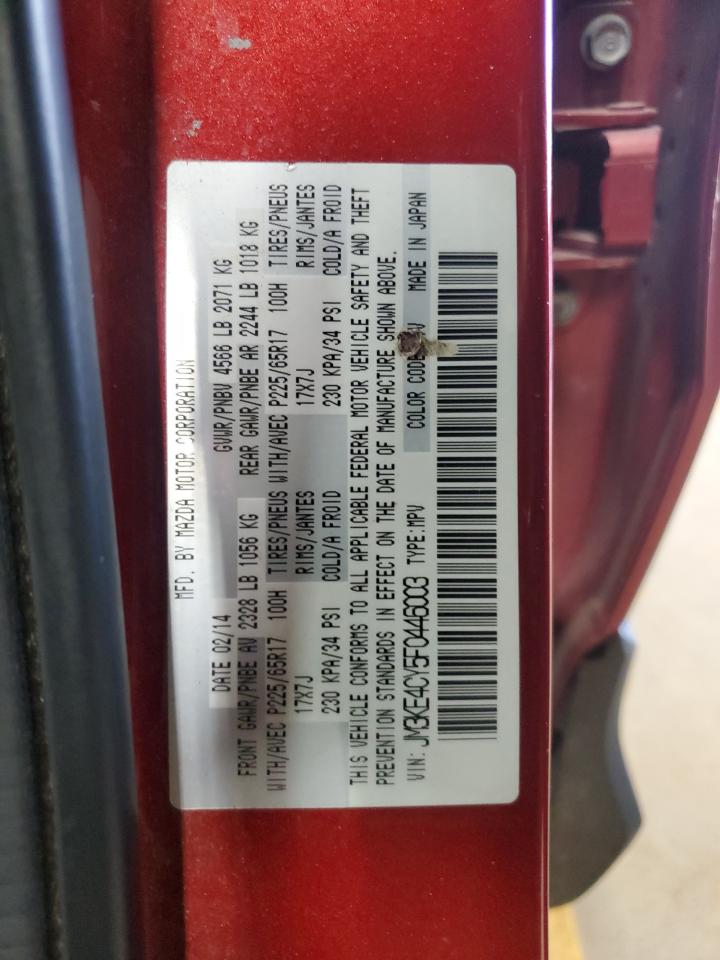 MFD. BY MAZDA MOTOR CORPORATION
DATE 02/14 GVWR/PNBV 4566 LB 2071 KG
FRONT GAWR/PNBE AV 2328 LB 1056 KG REAR GAWR/PNBE AR 2244 LB 1018 KG
WITH/AVEC P225/65R17 100H TIRES/PNEUS WITH/AVEC P225/65R17 100H TIRES/PNEUS
17X7J RIMS/JANTES 17X7J RIMS/JANTES
230 KPA/34 PSI COLD/A FROID 230 KPA/34 PSI COLD/A FROID
THIS VEHICLE CONFORMS TO ALL APPLICABLE FEDERAL MOTOR VEHICLE SAFETY AND THEFT
PREVENTION STANDARDS IN EFFECT ON THE DATE OF MANUFACTURE SHOWN ABOVE.
VIN: JM3KE4CY5F0446003 TYPE:MPV COLOR CODE MADE IN JAPAN